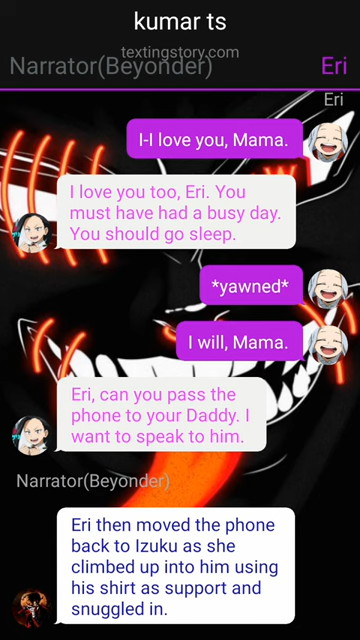 kumar ts
textingstory.com
Narrator(Beyonder)
Eri
Eri
I-I love you, Mama.
I love you too, Eri. You
must have had a busy day.
You should go sleep.
*yawned*
I will, Mama.
Eri, can you pass the
phone to your Daddy. I
want to speak to him.
Narrator(Beyonder)
Eri then moved the phone
back to Izuku as she
climbed up into him using
his shirt as support and
snuggled in.